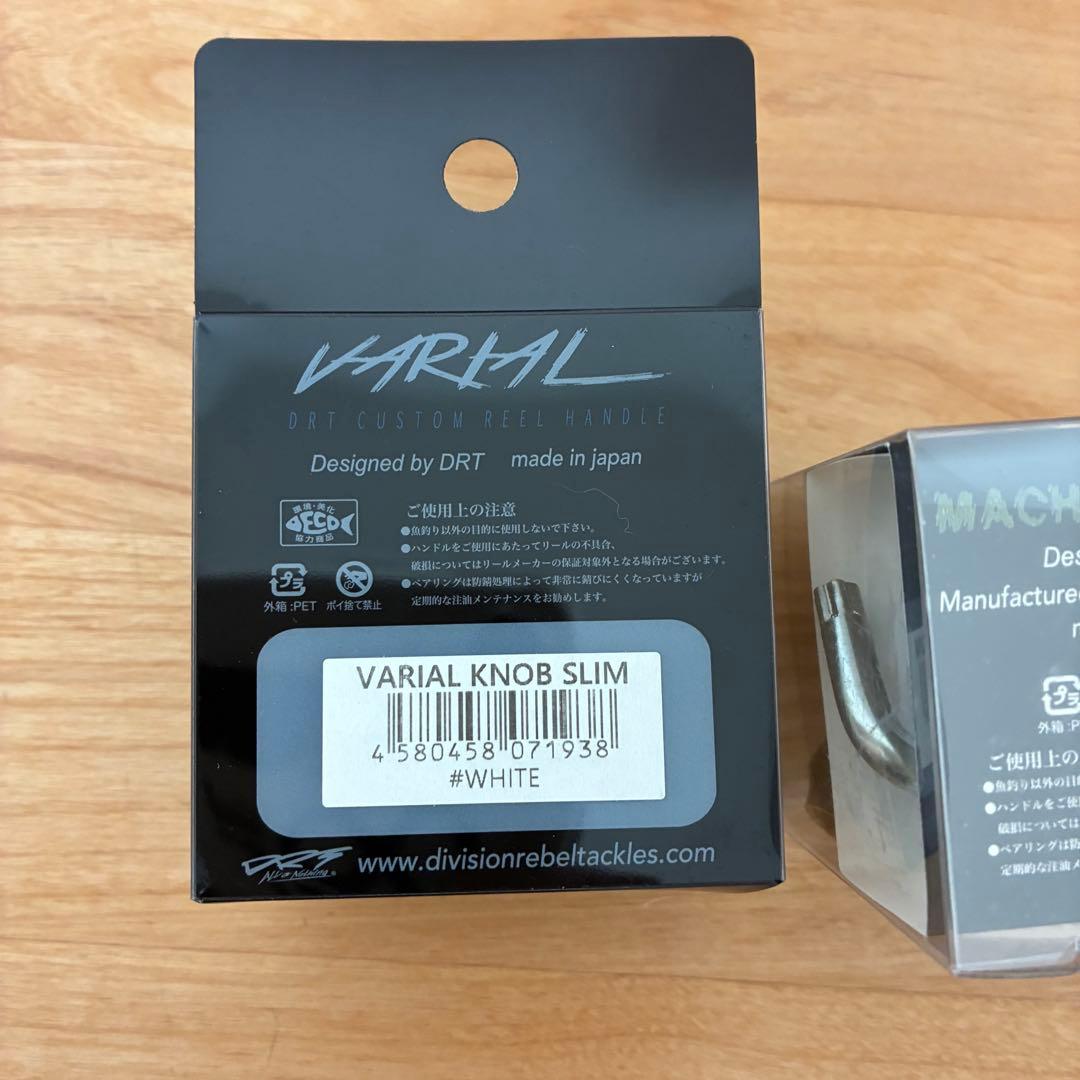 VARIAL
DRT CUSTOM REEL HANDLE
Designed by DRT made in japan
環境・美化
ECO
協力商品
プラ
外箱:PET
ポイ捨て禁止
ご使用上の注意
●魚釣り以外の目的に使用しないで下さい。
●ハンドルをご使用にあたってリールの不具合、
破損についてはリールメーカーの保証対象外となる場合がございます。
●ベアリングは防錆処理によって非常に錆びにくくなっていますが
定期的な注油メンテナンスをお勧めします。
VARIAL KNOB SLIM
4 580458 071938
#WHITE
DRT
www.divisionrebeltackles.com
MACH
Des
Manufactured
プラ
外箱:P
ご使用上の
●魚釣り以外の目
●ハンドルをご使
破損については
●ベアリングは防
定期的な注油メ